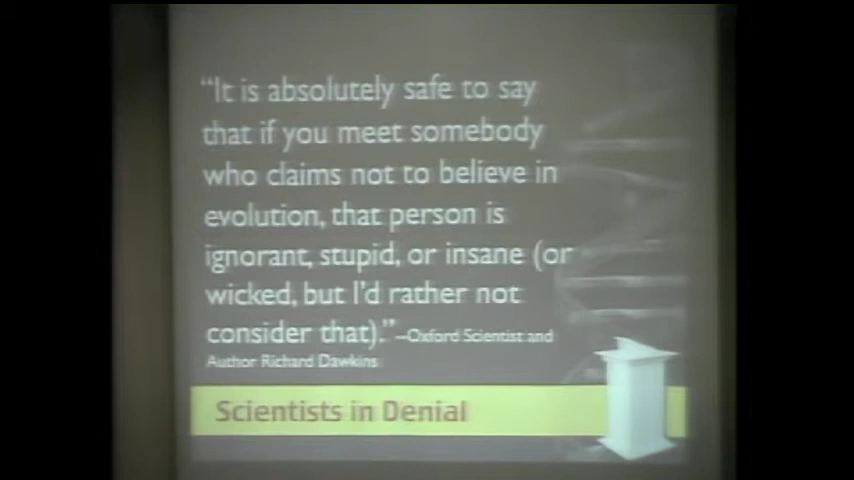 “It is absolutely safe to say
that if you meet somebody
who claims not to believe in
evolution, that person is
ignorant, stupid, or insane (or
wicked, but I'd rather not
consider that).” –Oxford Scientist and
Author Richard Dawkins
Scientists in Denial